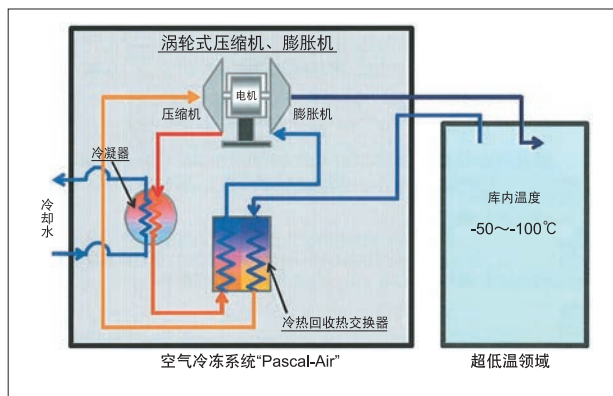 涡轮式压缩机、膨胀机
电机
压缩机
膨胀机
冷凝器
冷却水
库内温度
-50～-100℃
冷热回收热交换器
空气冷冻系统“Pascal-Air”
超低温领域